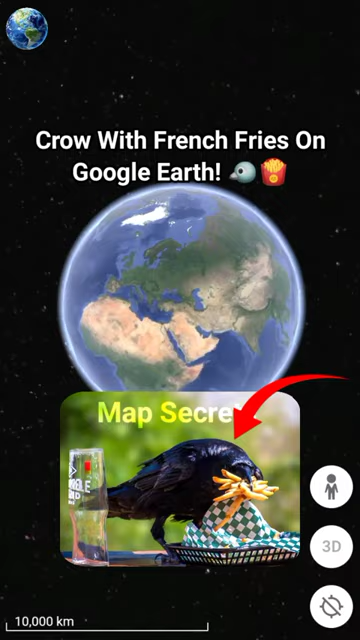 Crow With French Fries On
Google Earth! 🐦🍟
Map Secre
3D
10,000 km